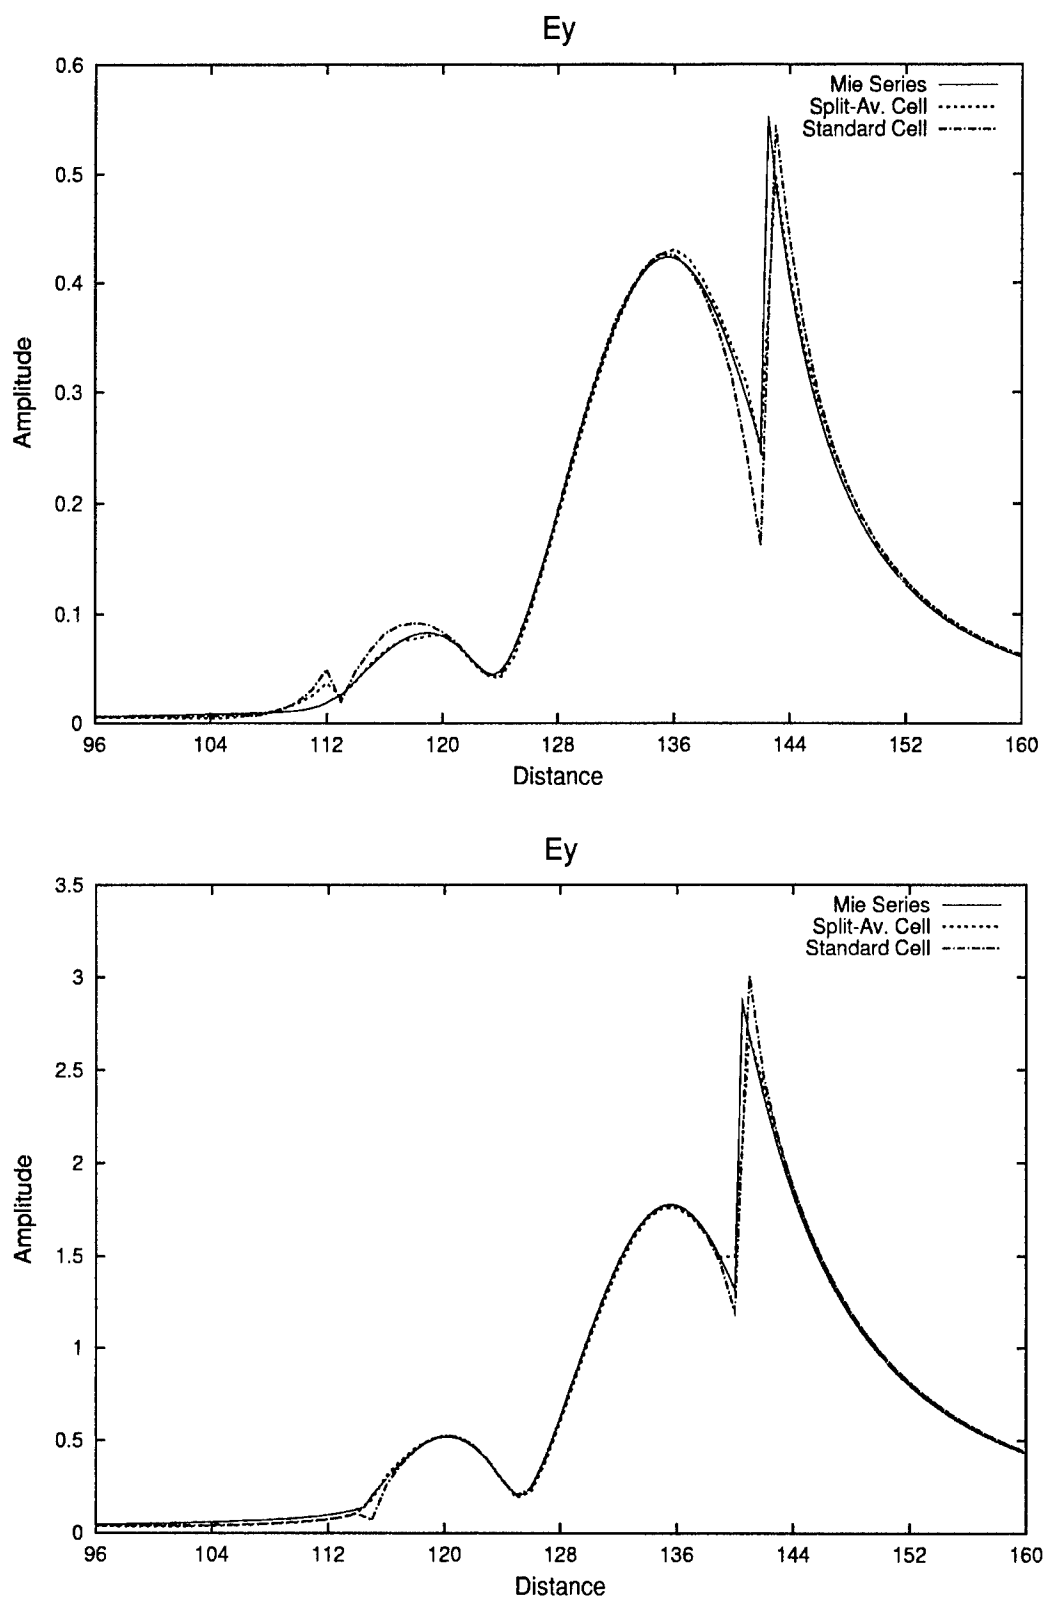 Ey
0.6
Mie Series
Split-Av. Cell
Standard Cell
0.5
0.4
0.3
0.2
0.1
0
Amplitude
96 104 112 120 128 136 144 152 160
Distance
Ey
3.5
Mie Series
Split-Av. Cell
Standard Cell
3
2.5
2
1.5
1
0.5
0
Amplitude
96 104 112 120 128 136 144 152 160
Distance